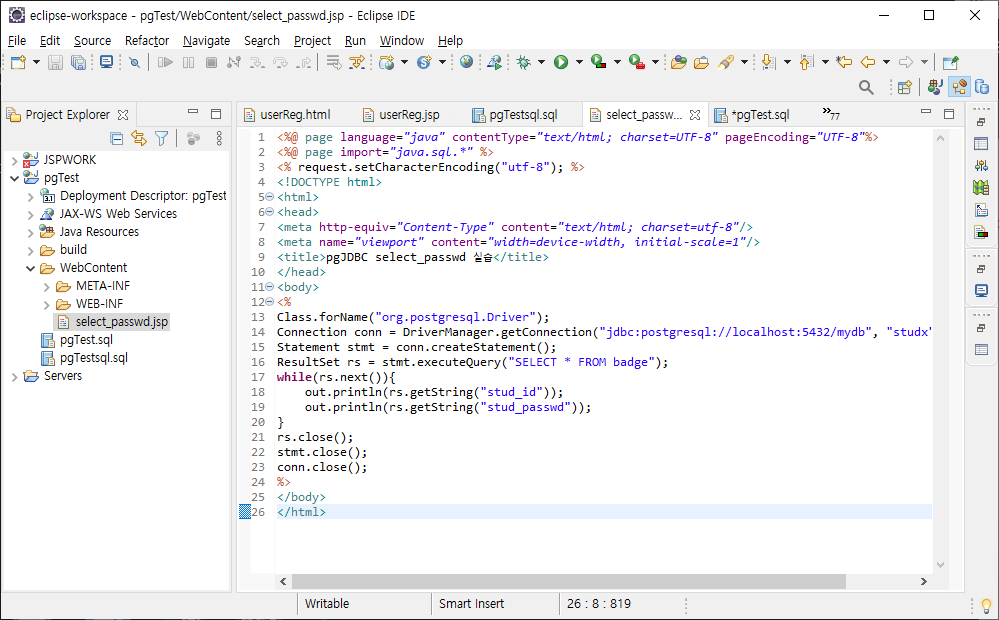 eclipse-workspace - pgTest/WebContent/select_passwd.jsp - Eclipse IDE
File Edit Source Refactor Navigate Search Project Run Window Help
Project Explorer
userReg.html userReg.jsp pgTestsql.sql select_passw... *pgTest.sql »77
JSPWORK
pgTest
Deployment Descriptor: pgTest
JAX-WS Web Services
Java Resources
build
WebContent
META-INF
WEB-INF
select_passwd.jsp
pgTest.sql
pgTestsql.sql
Servers
1 <%@ page language="java" contentType="text/html; charset=UTF-8" pageEncoding="UTF-8"%>
2 <%@ page import="java.sql.*" %>
3 <% request.setCharacterEncoding("utf-8"); %>
4 <!DOCTYPE html>
5 <html>
6 <head>
7 <meta http-equiv="Content-Type" content="text/html; charset=utf-8"/>
8 <meta name="viewport" content="width=device-width, initial-scale=1"/>
9 <title>pgJDBC select_passwd 실습</title>
10 </head>
11 <body>
12 <%
13 Class.forName("org.postgresql.Driver");
14 Connection conn = DriverManager.getConnection("jdbc:postgresql://localhost:5432/mydb", "studx"
15 Statement stmt = conn.createStatement();
16 ResultSet rs = stmt.executeQuery("SELECT * FROM badge");
17 while(rs.next()){
18 out.println(rs.getString("stud_id"));
19 out.println(rs.getString("stud_passwd"));
20 }
21 rs.close();
22 stmt.close();
23 conn.close();
24 %>
25 </body>
26 </html>
Writable Smart Insert 26 : 8 : 819